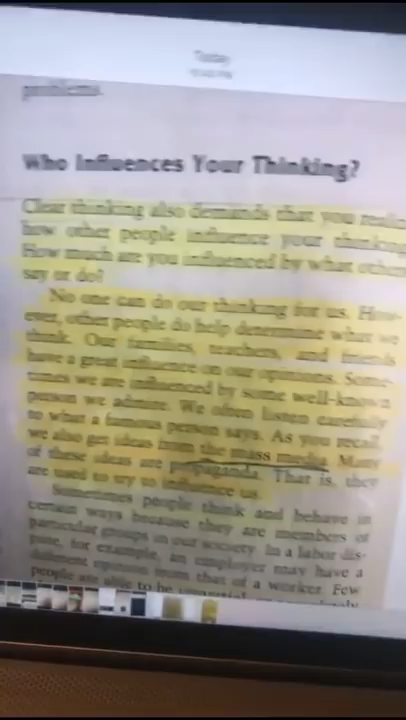 Today
problems.
Who Influences Your Thinking?
Clear thinking also demands that you realize
how other people influence your thinking.
How much are you influenced by what others
say or do?
No one can do our thinking for us. How-
ever, other people do help determine what we
think. Our families, teachers, and friends
have a great influence on our opinions. Some-
times we are influenced by some well-known
person we admire. We often listen carefully
to what a famous person says. As you recall,
we also get ideas from the mass media. Many
of these ideas are propaganda. That is, they
are used to try to influence us.
Sometimes people think and behave in
certain ways because they are members of
particular groups in our society. In a labor dis-
pute, for example, an employer may have a
different opinion from that of a worker. Few
people are able to be